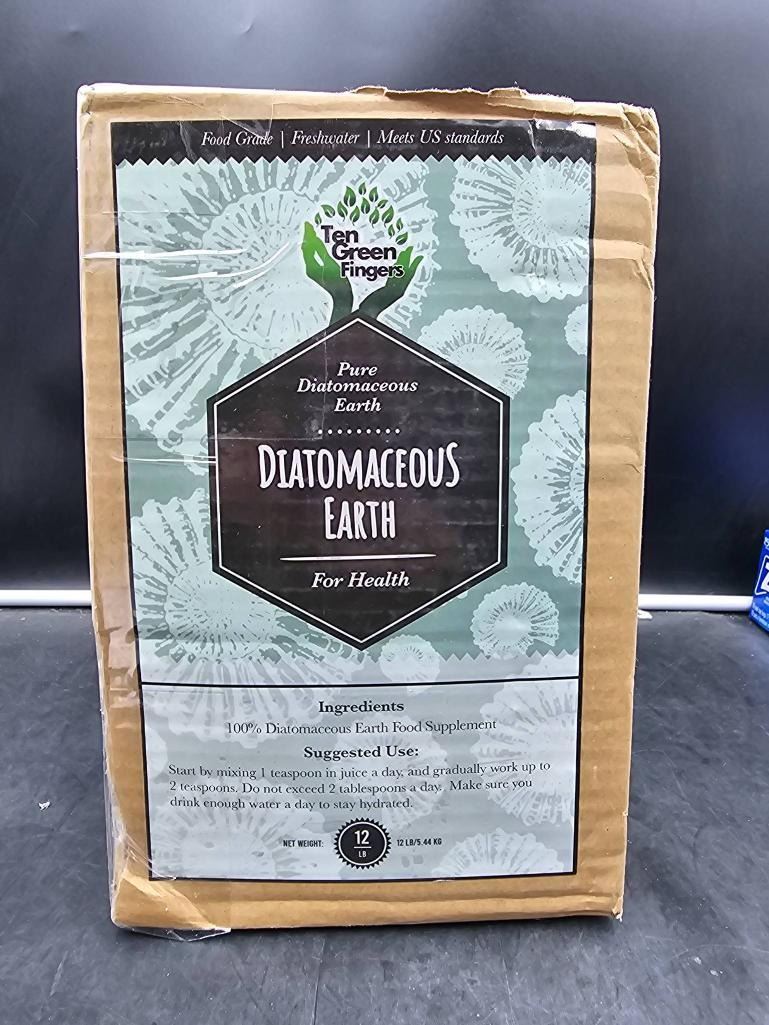 Food Grade | Freshwater | Meets US standards
Ten
Green
Fingers
Pure
Diatomaceous
Earth
DIATOMACEOUS
EARTH
For Health
Ingredients
100% Diatomaceous Earth Food Supplement
Suggested Use:
Start by mixing 1 teaspoon in juice a day, and gradually work up to
2 teaspoons. Do not exceed 2 tablespoons a day. Make sure you
drink enough water a day to stay hydrated.
NET WEIGHT: 12 LB 12 LB/5.44 KG